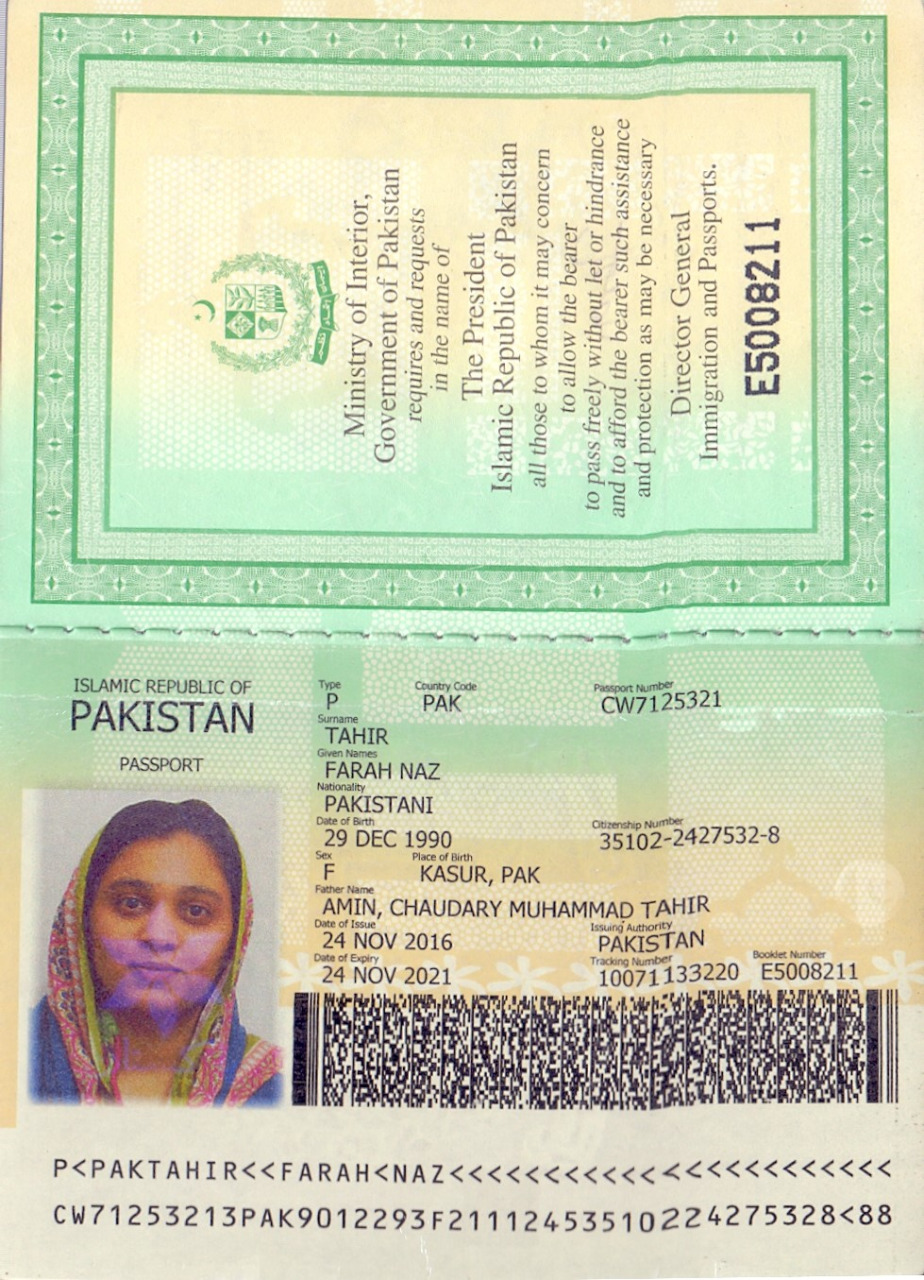 Ministry of Interior,
Government of Pakistan
requires and requests
in the name of
The President
Islamic Republic of Pakistan
all those to whom it may concern
to allow the bearer
to pass freely without let or hindrance
and to afford the bearer such assistance
and protection as may be necessary
Director General
Immigration and Passports.
E5008211
ISLAMIC REPUBLIC OF
PAKISTAN
PASSPORT
Type Country Code Passport Number
P PAK CW7125321
Surname
TAHIR
Given Names
FARAH NAZ
Nationality
PAKISTANI
Date of Birth Citizenship Number
29 DEC 1990 35102-2427532-8
Sex Place of Birth
F KASUR, PAK
Father Name
AMIN, CHAUDARY MUHAMMAD TAHIR
Date of Issue Issuing Authority
24 NOV 2016 PAKISTAN
Date of Expiry Tracking Number Booklet Number
24 NOV 2021 10071133220 E5008211
P<PAKTAHIR<<FARAH<NAZ<<<<<<<<<<<<<<<<<<<<<<<
CW71253213PAK9012293F21112453510224275328<88